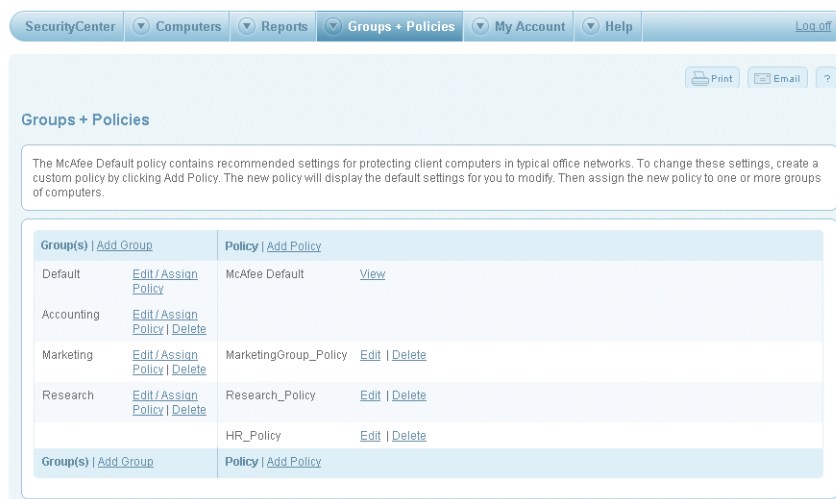 SecurityCenter Computers Reports Groups + Policies My Account Help Log off
Print Email ?
Groups + Policies
The McAfee Default policy contains recommended settings for protecting client computers in typical office networks. To change these settings, create a
custom policy by clicking Add Policy. The new policy will display the default settings for you to modify. Then assign the new policy to one or more groups
of computers.
Group(s) | Add Group Policy | Add Policy
Default Edit / Assign McAfee Default View
Policy
Accounting Edit / Assign
Policy | Delete
Marketing Edit / Assign MarketingGroup_Policy Edit | Delete
Policy | Delete
Research Edit / Assign Research_Policy Edit | Delete
Policy | Delete
HR_Policy Edit | Delete
Group(s) | Add Group Policy | Add Policy